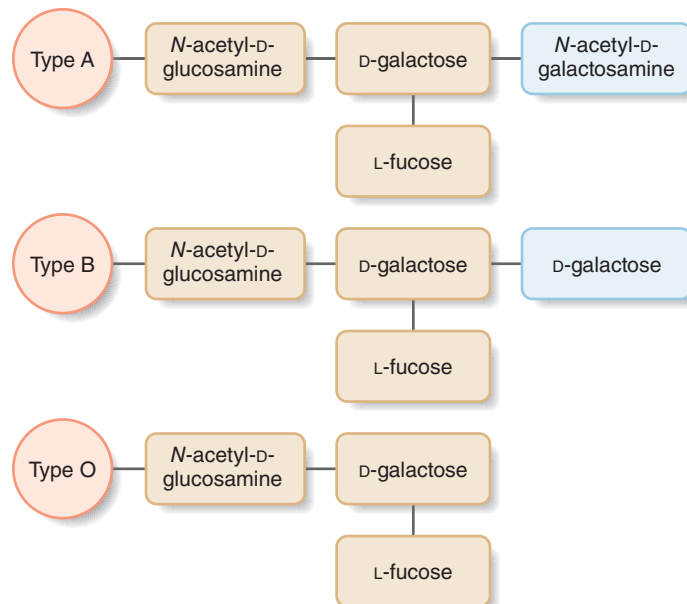 Type A
N-acetyl-D-
glucosamine
D-galactose
N-acetyl-D-
galactosamine
L-fucose
Type B
N-acetyl-D-
glucosamine
D-galactose
D-galactose
L-fucose
Type O
N-acetyl-D-
glucosamine
D-galactose
L-fucose